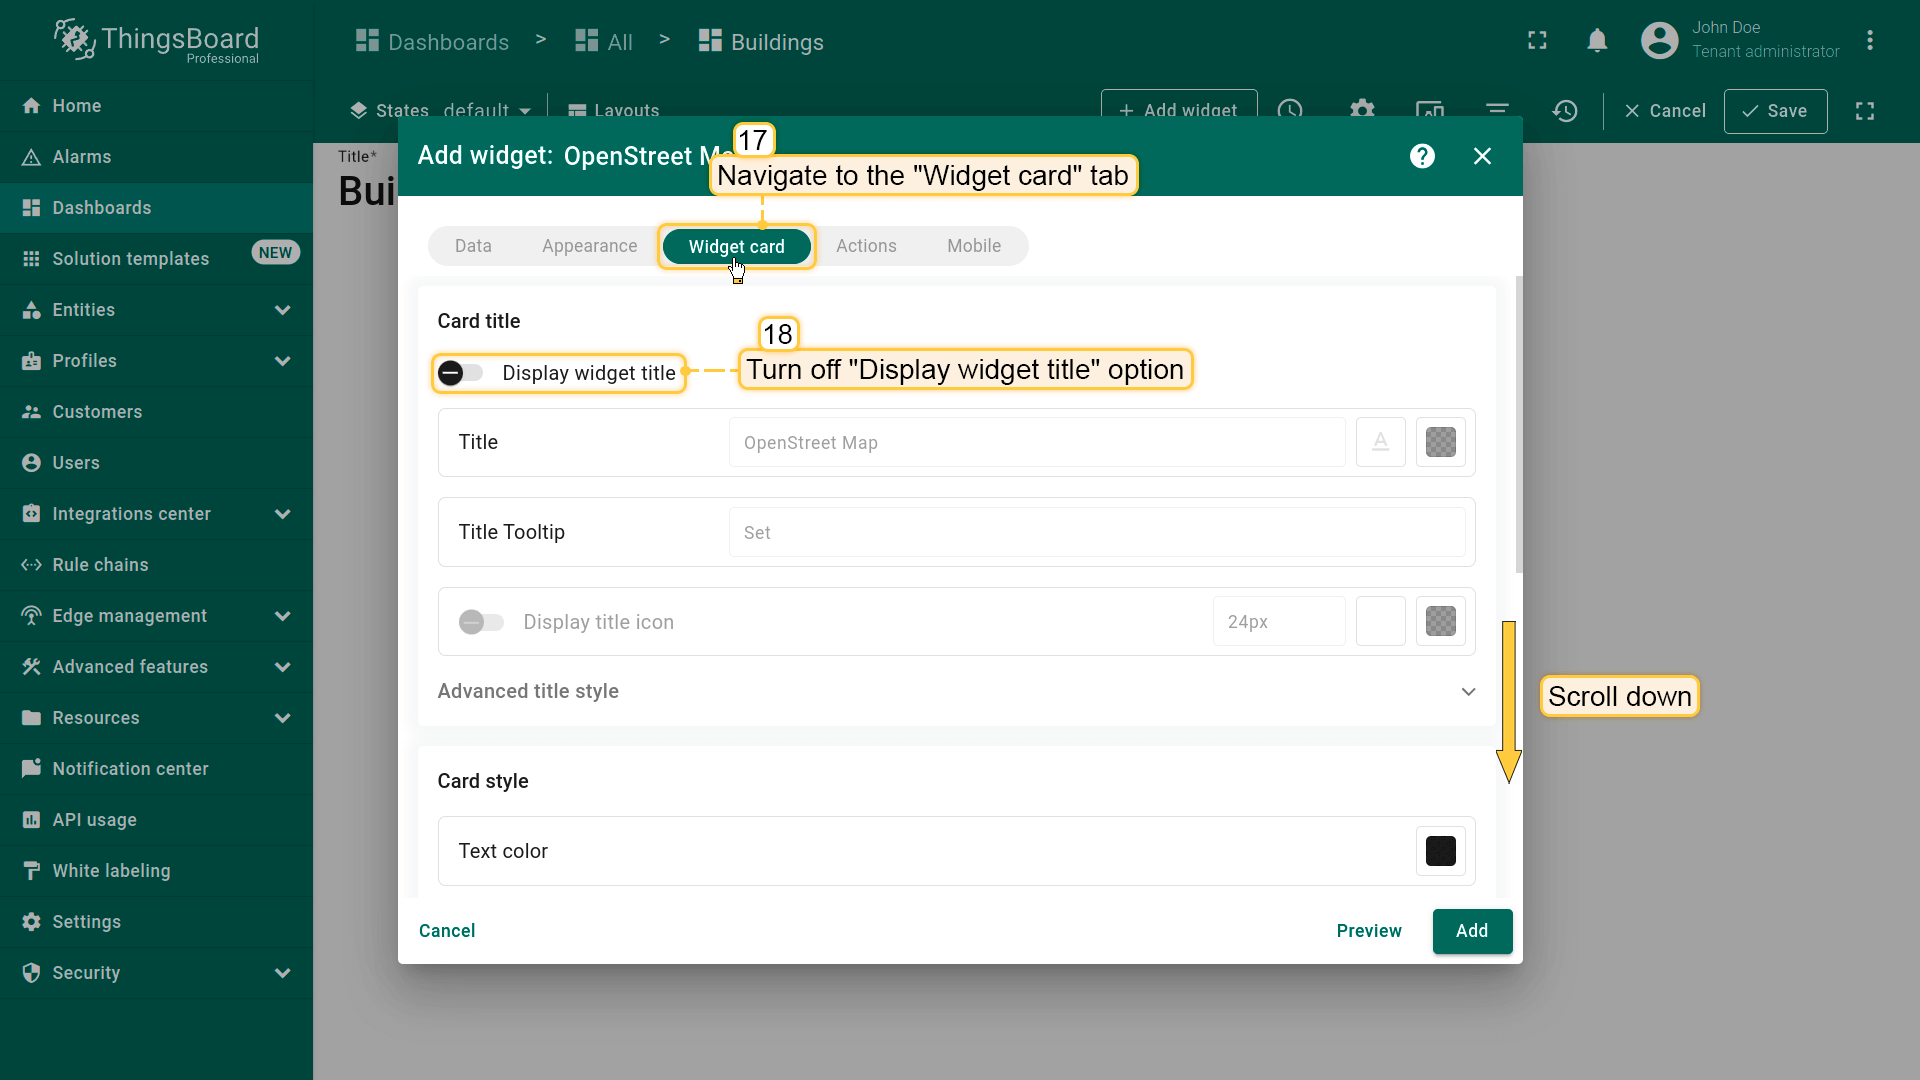 ThingsBoard
Professional
Dashboards > All > Buildings
John Doe
Tenant administrator
Home
Alarms
Dashboards
Solution templates NEW
Entities
Profiles
Customers
Users
Integrations center
Rule chains
Edge management
Advanced features
Resources
Notification center
API usage
White labeling
Settings
Security
States default
Layouts
+ Add widget
Cancel
Save
Title*
Bui
Add widget: OpenStreet Ma
17
Navigate to the "Widget card" tab
Data
Appearance
Widget card
Actions
Mobile
Card title
18
Display widget title
Turn off "Display widget title" option
Title
OpenStreet Map
Title Tooltip
Set
Display title icon
24px
Advanced title style
Scroll down
Card style
Text color
Cancel
Preview
Add